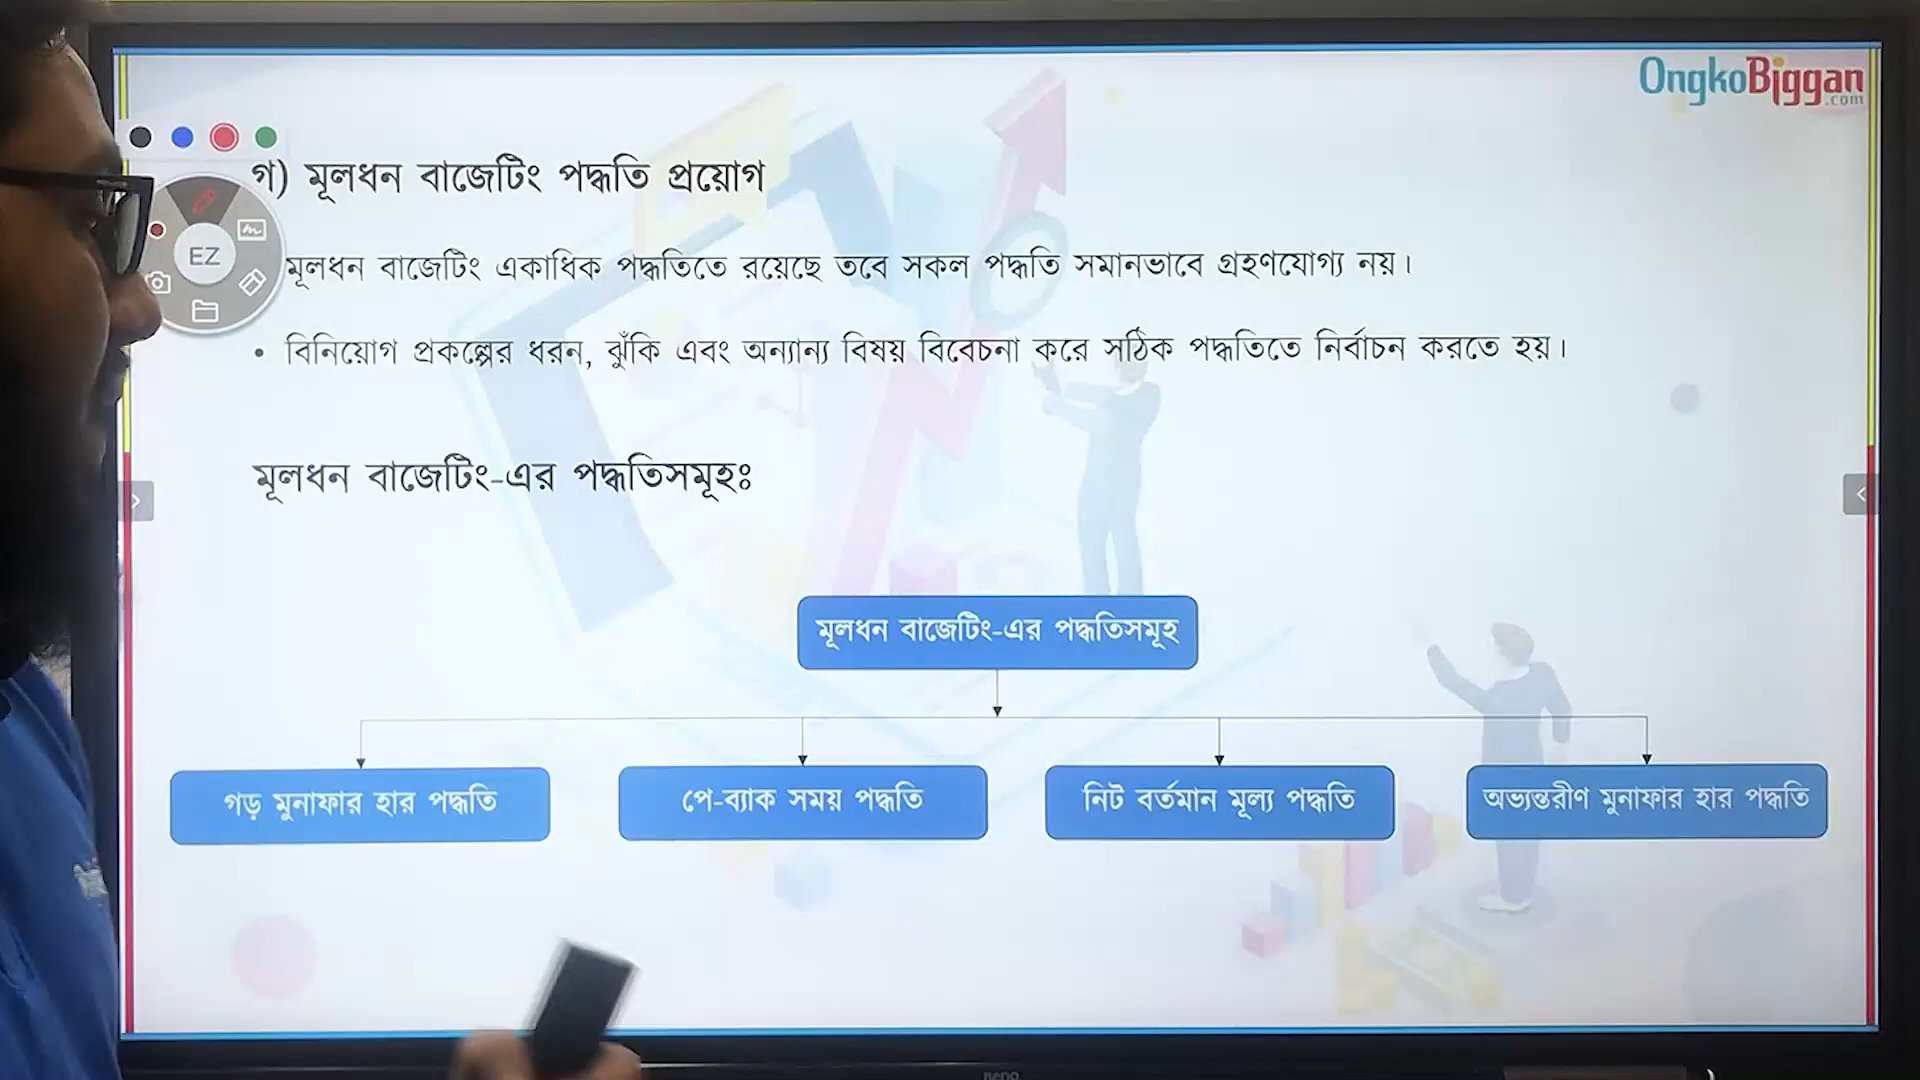 OngkoBiggan
.com
গ) মূলধন বাজেটিং পদ্ধতি প্রয়োগ
EZ
মূলধন বাজেটিং একাধিক পদ্ধতিতে রয়েছে তবে সকল পদ্ধতি সমানভাবে গ্রহণযোগ্য নয়।
• বিনিয়োগ প্রকল্পের ধরন, ঝুঁকি এবং অন্যান্য বিষয় বিবেচনা করে সঠিক পদ্ধতিতে নির্বাচন করতে হয়।
মূলধন বাজেটিং-এর পদ্ধতিসমূহঃ
মূলধন বাজেটিং-এর পদ্ধতিসমূহ
গড় মুনাফার হার পদ্ধতি
পে-ব্যাক সময় পদ্ধতি
নিট বর্তমান মূল্য পদ্ধতি
অভ্যন্তরীণ মুনাফার হার পদ্ধতি